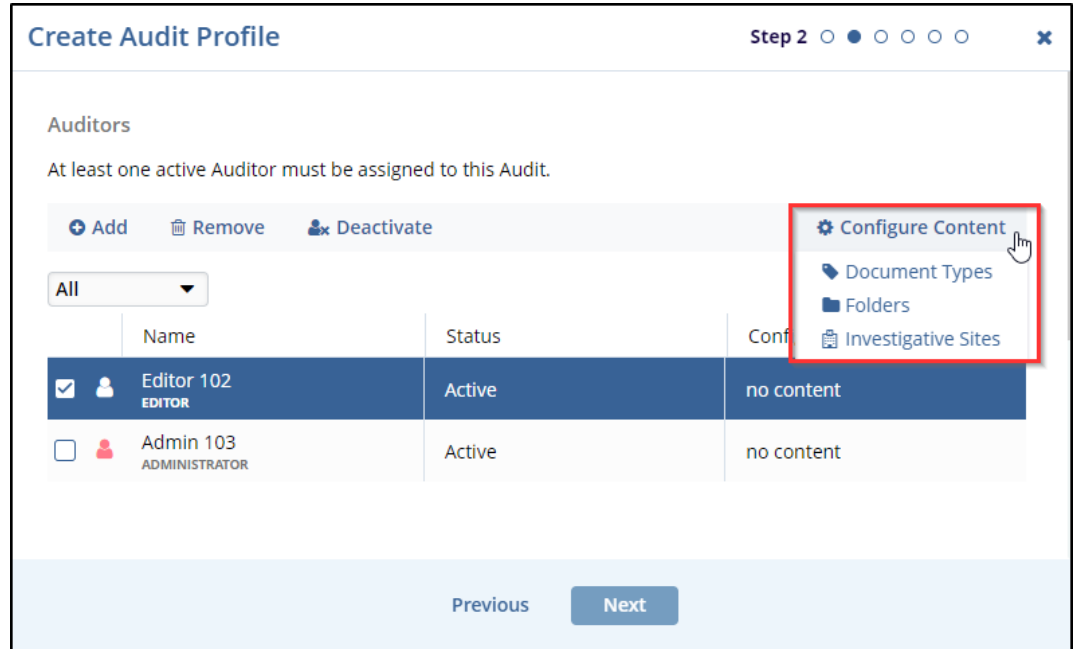 Create Audit Profile
Step 2
Auditors
At least one active Auditor must be assigned to this Audit.
Add Remove Deactivate Configure Content
Document Types
Folders
Investigative Sites
All
Name Status Conf
Editor 102 Active no content
EDITOR
Admin 103 Active no content
ADMINISTRATOR
Previous Next